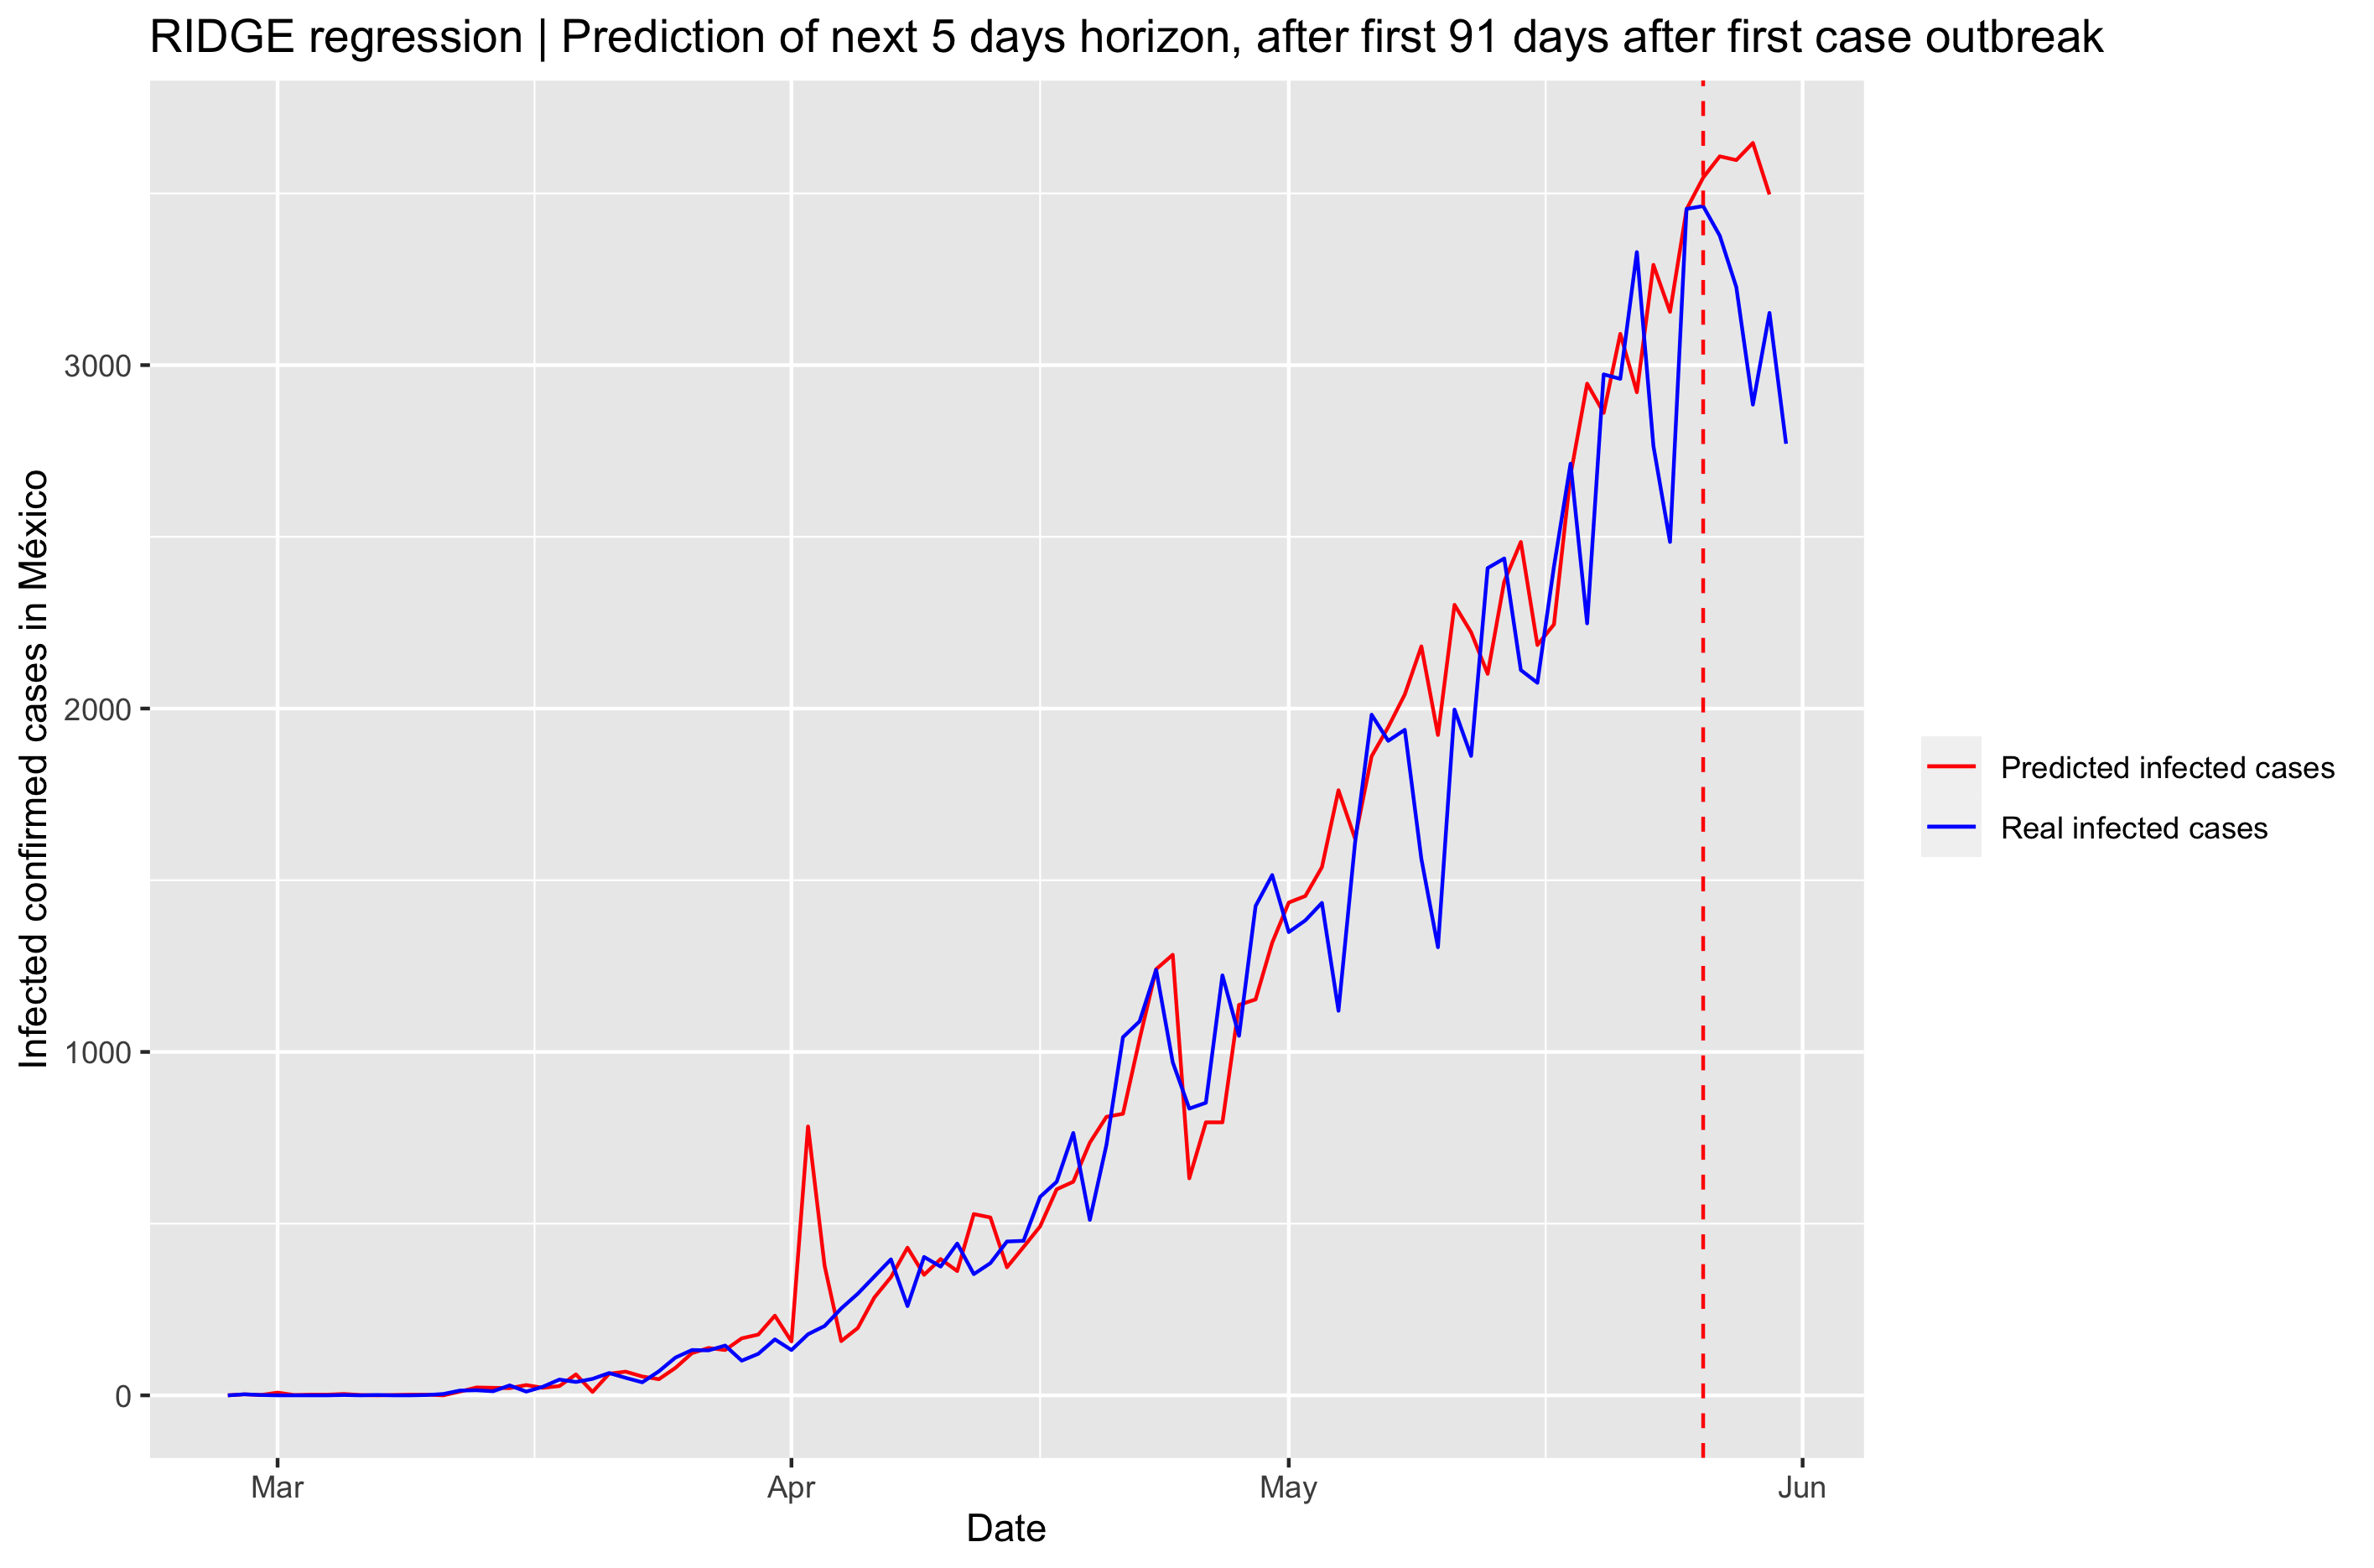 RIDGE regression | Prediction of next 5 days horizon, after first 91 days after first case outbreak
Infected confirmed cases in México
3000
2000
1000
0
Mar
Apr
May
Jun
Date
Predicted infected cases
Real infected cases